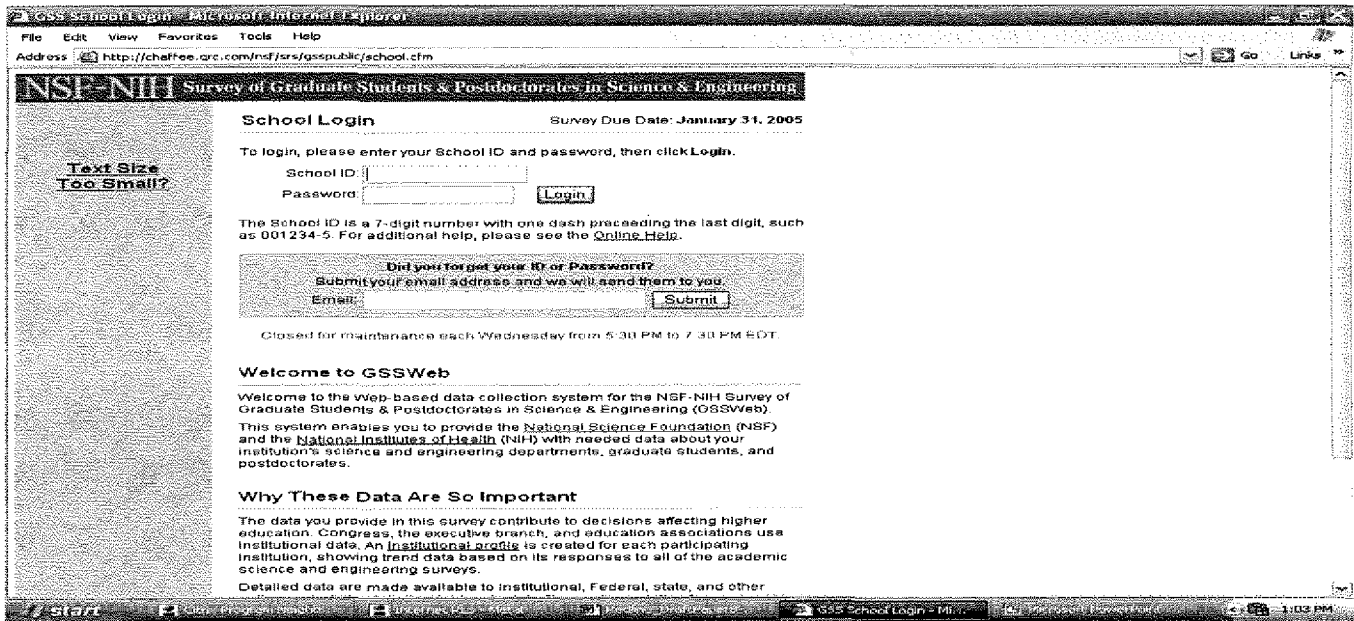 GSS School Login - Microsoft Internet Explorer
File Edit View Favorites Tools Help
Address http://chaffee.qrc.com/nsf/srs/gsspublic/school.cfm Go Links »
NSF-NIH Survey of Graduate Students & Postdoctorates in Science & Engineering
School Login Survey Due Date: January 31, 2005
To login, please enter your School ID and password, then click Login.
Text Size
Too Small?
School ID:
Password: Login
The School ID is a 7-digit number with one dash preceeding the last digit, such
as 001234-5. For additional help, please see the Online Help.
Did you forget your ID or Password?
Submit your email address and we will send them to you.
Email: Submit
Closed for maintenance each Wednesday from 5:30 PM to 7:30 PM EDT.
Welcome to GSSWeb
Welcome to the Web-based data collection system for the NSF-NIH Survey of
Graduate Students & Postdoctorates in Science & Engineering (GSSWeb).
This system enables you to provide the National Science Foundation (NSF)
and the National Institutes of Health (NIH) with needed data about your
institution's science and engineering departments, graduate students, and
postdoctorates.
Why These Data Are So Important
The data you provide in this survey contribute to decisions affecting higher
education. Congress, the executive branch, and education associations use
institutional data. An Institutional profile is created for each participating
institution, showing trend data based on its responses to all of the academic
science and engineering surveys.
Detailed data are made available to institutional, Federal, state, and other
start GSS School Login - Mi... Microsoft PowerPoint 1:03 PM